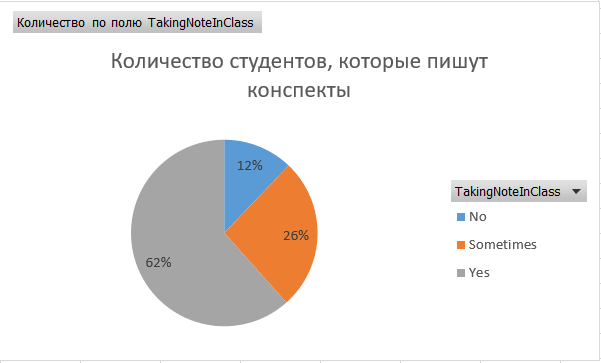 Количество по полю TakingNoteInClass
Количество студентов, которые пишут
конспекты
12%
26%
62%
TakingNoteInClass
No
Sometimes
Yes